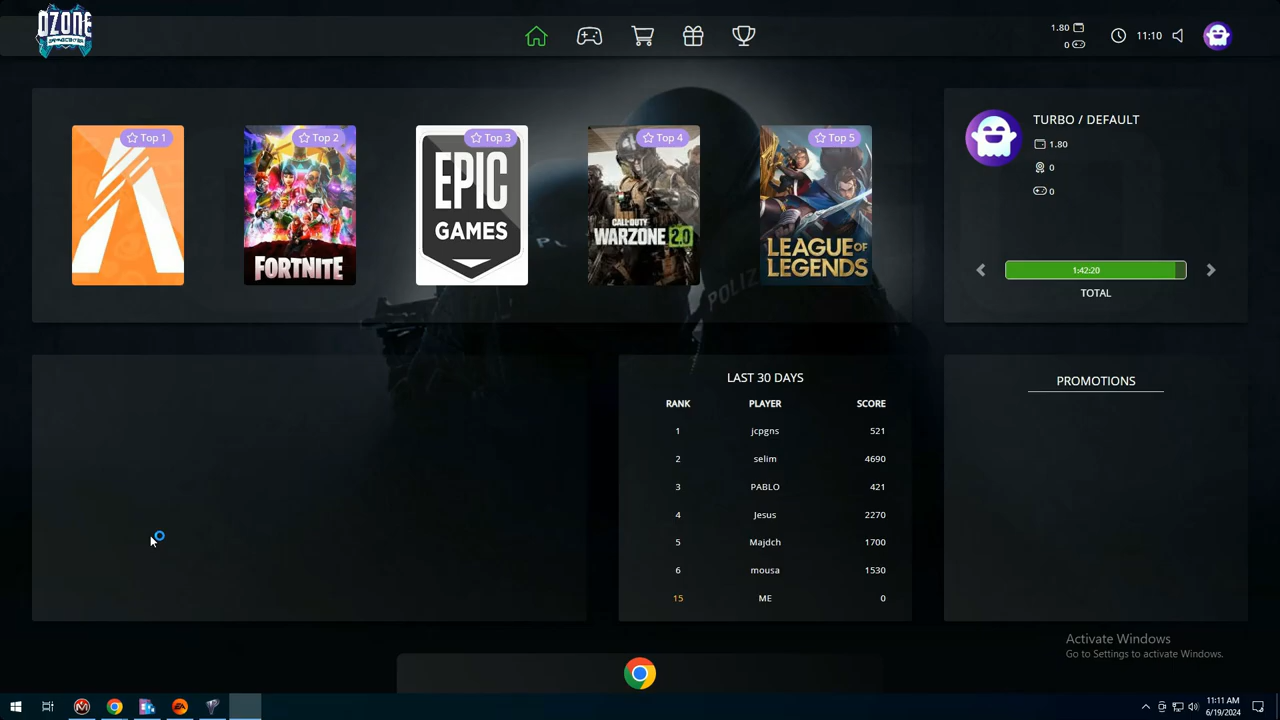 OZONE
1.80
0
11:10
Top 1
Top 2
Top 3
Top 4
Top 5
FORTNITE
EPIC
GAMES
CALL·DUTY
WARZONE 2.0
LEAGUE OF
LEGENDS
POLIZ
TURBO / DEFAULT
1.80
0
0
1:42:20
TOTAL
LAST 30 DAYS
RANK PLAYER SCORE
1 jcpgns 521
2 selim 4690
3 PABLO 421
4 Jesus 2270
5 Majdch 1700
6 mousa 1530
15 ME 0
PROMOTIONS
Activate Windows
Go to Settings to activate Windows.
EA
11:11 AM
6/19/2024